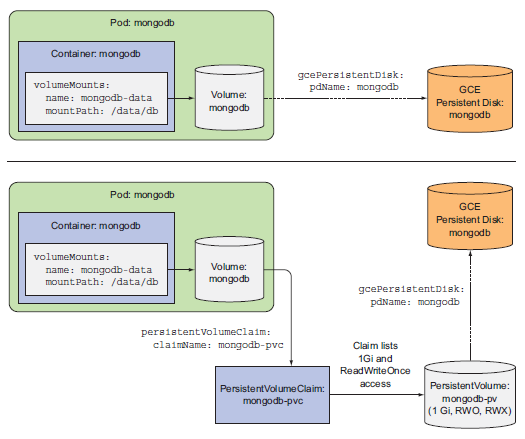 Pod: mongodb
Container: mongodb
volumeMounts:
name: mongodb-data
mountPath: /data/db
Volume:
mongodb
gcePersistentDisk:
pdName: mongodb
GCE
Persistent Disk:
mongodb
Pod: mongodb
Container: mongodb
volumeMounts:
name: mongodb-data
mountPath: /data/db
Volume:
mongodb
GCE
Persistent Disk:
mongodb
gcePersistentDisk:
pdName: mongodb
persistentVolumeClaim:
claimName: mongodb-pvc
Claim lists
1Gi and
ReadWriteOnce
access
PersistentVolumeClaim:
mongodb-pvc
PersistentVolume:
mongodb-pv
(1 Gi, RWO, RWX)